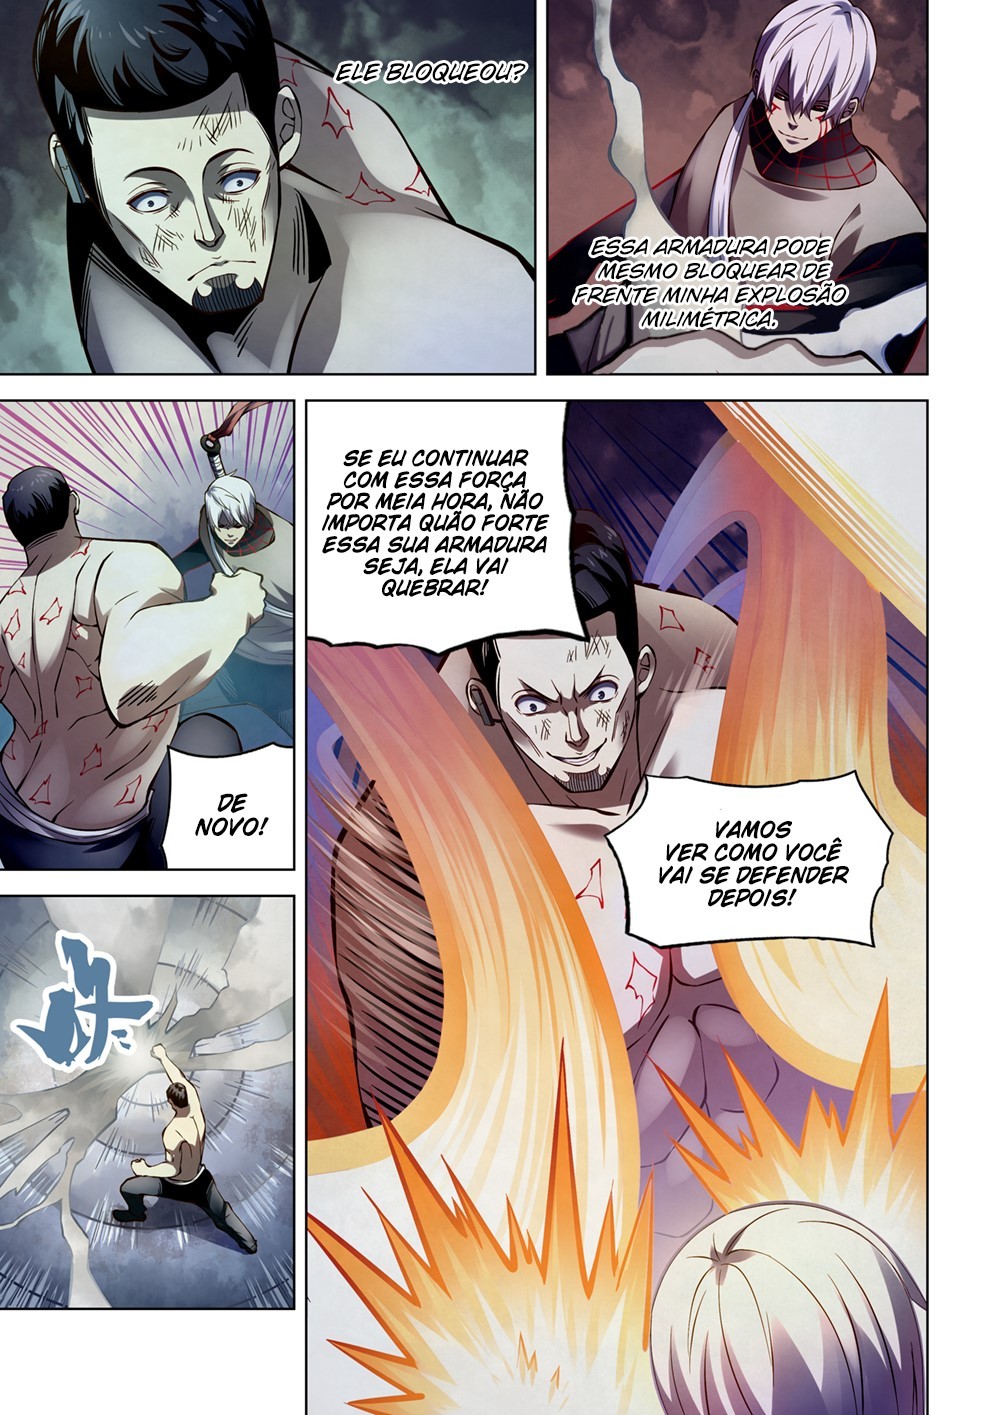 ELE BLOQUEOU?
ESSA ARMADURA PODE
MESMO BLOQUEAR DE
FRENTE MINHA EXPLOSÃO
MILIMÉTRICA.
SE EU CONTINUAR
COM ESSA FORÇA
POR MEIA HORA, NÃO
IMPORTA QUÃO FORTE
ESSA SUA ARMADURA
SEJA, ELA VAI
QUEBRAR!
VAMOS
VER COMO VOCÊ
VAI SE DEFENDER
DEPOIS!
DE
NOVO!